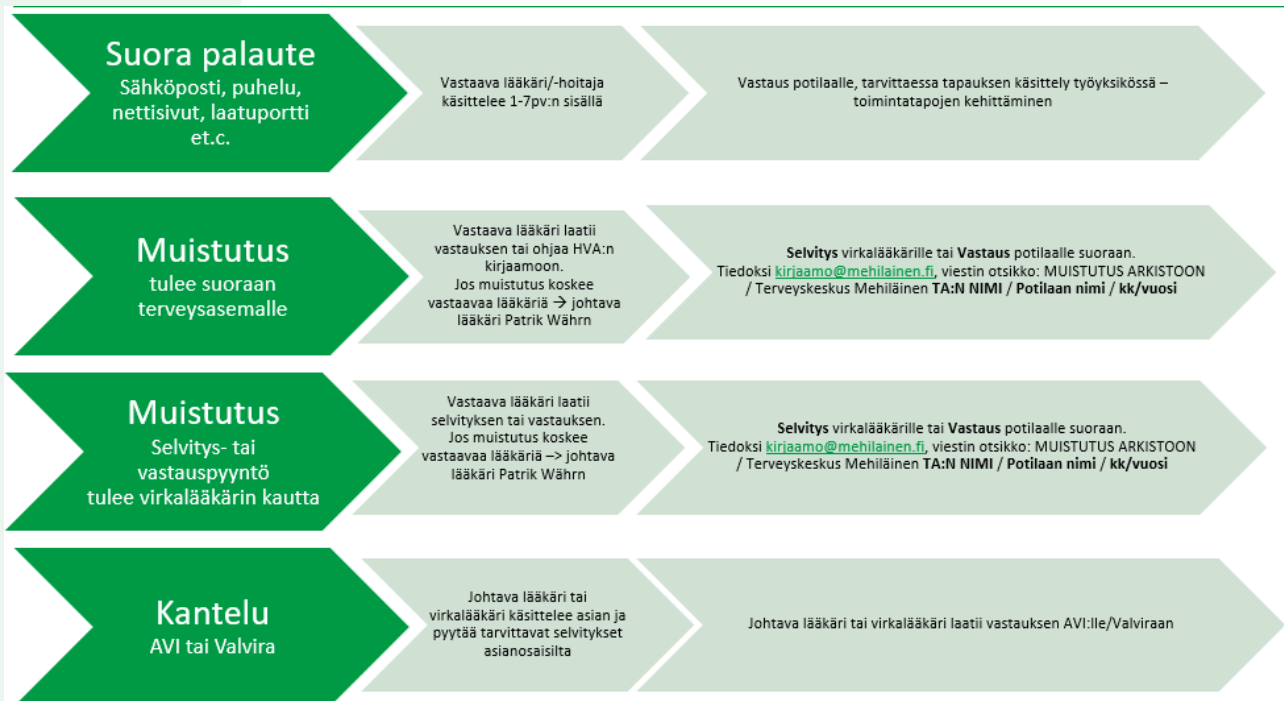 Suora palaute
Sähköposti, puhelu,
nettisivut, laatuportti
et.c.
Vastaava lääkäri/-hoitaja
käsittelee 1-7pv:n sisällä
Vastaus potilaalle, tarvittaessa tapauksen käsittely työyksikössä –
toimintatapojen kehittäminen
Muistutus
tulee suoraan
terveysasemalle
Vastaava lääkäri laatii
vastauksen tai ohjaa HVA:n
kirjaamoon.
Jos muistutus koskee
vastaavaa lääkäriä → johtava
lääkäri Patrik Währn
Selvitys virkalääkärille tai Vastaus potilaalle suoraan.
Tiedoksi kirjaamo@mehilainen.fi, viestin otsikko: MUISTUTUS ARKISTOON
/ Terveyskeskus Mehiläinen TA:N NIMI / Potilaan nimi / kk/vuosi
Muistutus
Selvitys- tai
vastauspyyntö
tulee virkalääkärin kautta
Vastaava lääkäri laatii
selvityksen tai vastauksen.
Jos muistutus koskee
vastaavaa lääkäriä –> johtava
lääkäri Patrik Währn
Selvitys virkalääkärille tai Vastaus potilaalle suoraan.
Tiedoksi kirjaamo@mehilainen.fi, viestin otsikko: MUISTUTUS ARKISTOON
/ Terveyskeskus Mehiläinen TA:N NIMI / Potilaan nimi / kk/vuosi
Kantelu
AVI tai Valvira
Johtava lääkäri tai
virkalääkäri käsittelee asian ja
pyytää tarvittavat selvitykset
asianosaisilta
Johtava lääkäri tai virkalääkäri laatii vastauksen AVI:lle/Valviraan